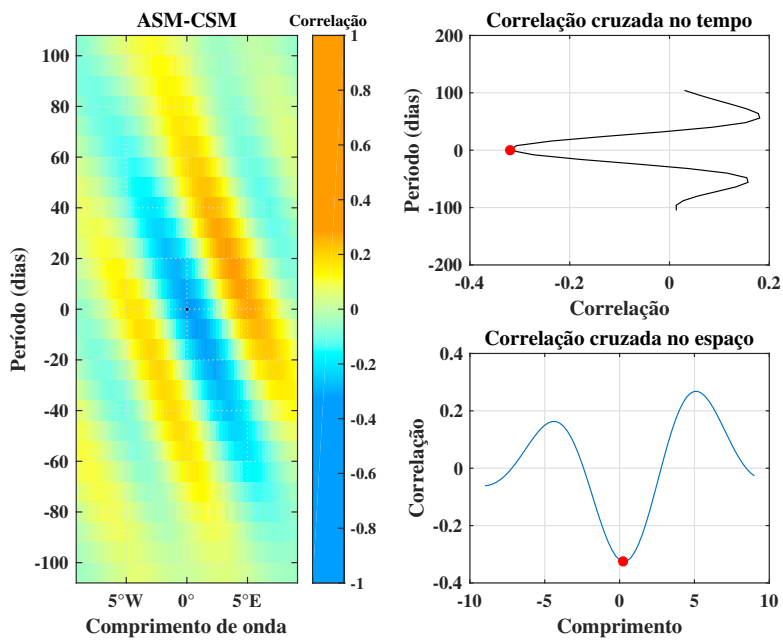 ASM-CSM
Correlação
100
80
60
40
20
0
-20
-40
-60
-80
-100
Período (dias)
5°W 0° 5°E
Comprimento de onda
1
0.8
0.6
0.4
0.2
0
-0.2
-0.4
-0.6
-0.8
-1
Correlação cruzada no tempo
200
100
0
-100
-200
Período (dias)
-0.4 -0.2 0 0.2
Correlação
Correlação cruzada no espaço
0.4
0.2
0
-0.2
-0.4
Correlação
-10 -5 0 5 10
Comprimento